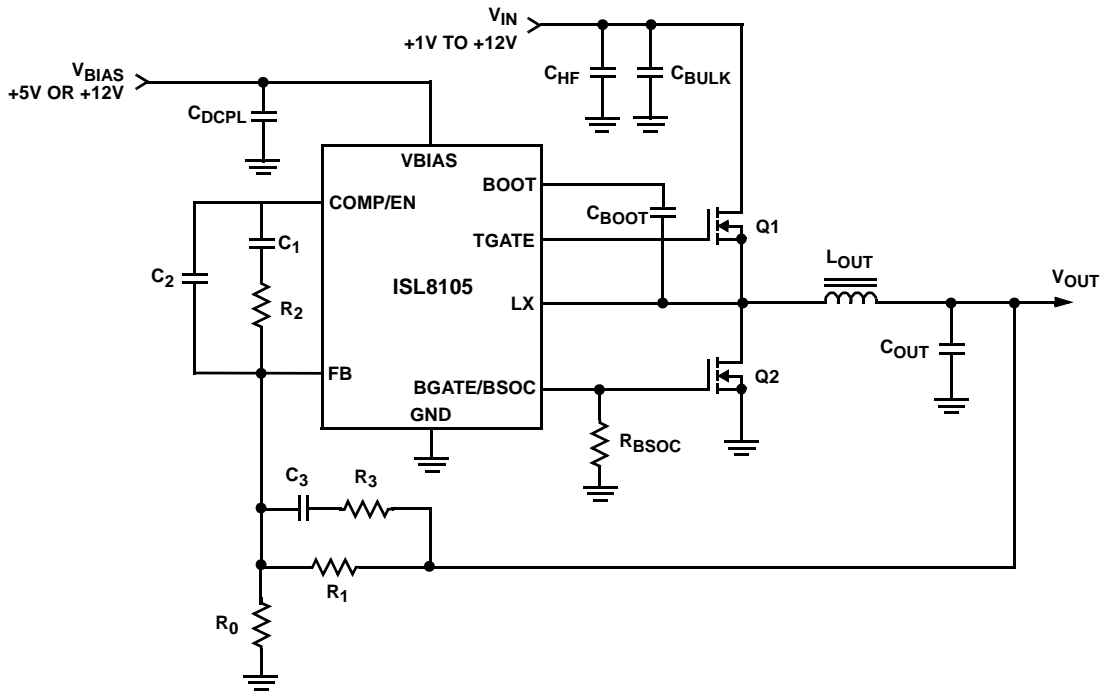 VIN
+1V TO +12V
VBIAS
+5V OR +12V
CHF
CBULK
CDCPL
VBIAS
BOOT
COMP/EN
CBOOT
Q1
TGATE
C1
LOUT
C2
ISL8105
VOUT
LX
R2
COUT
FB
Q2
BGATE/BSOC
GND
RBSOC
C3
R3
R1
R0